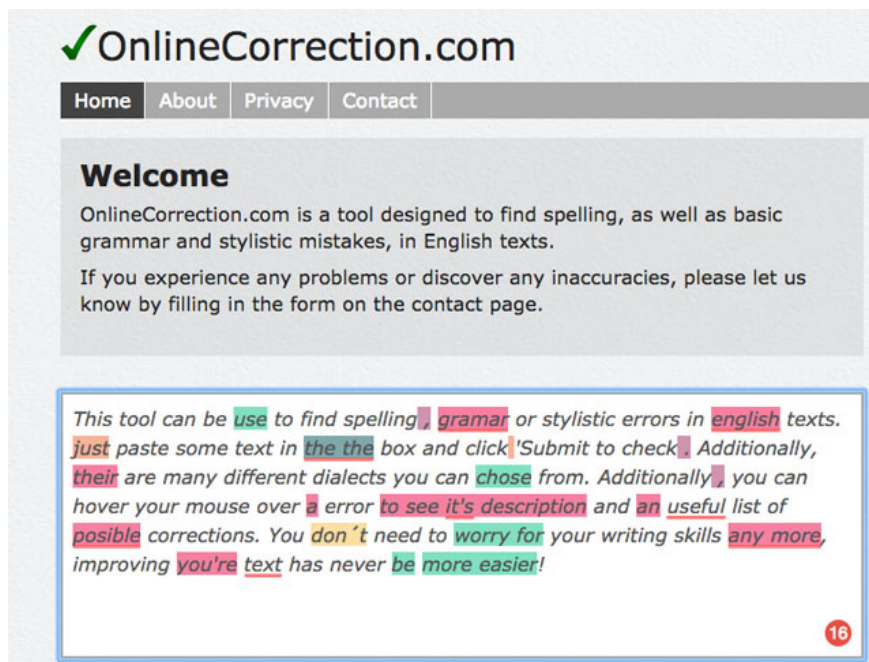 ✓OnlineCorrection.com
Home About Privacy Contact
Welcome
OnlineCorrection.com is a tool designed to find spelling, as well as basic
grammar and stylistic mistakes, in English texts.
If you experience any problems or discover any inaccuracies, please let us
know by filling in the form on the contact page.
This tool can be use to find spelling , gramar or stylistic errors in english texts.
just paste some text in the the box and click 'Submit to check . Additionally,
their are many different dialects you can chose from. Additionally , you can
hover your mouse over a error to see it's description and an useful list of
posible corrections. You don´t need to worry for your writing skills any more,
improving you're text has never be more easier!
16